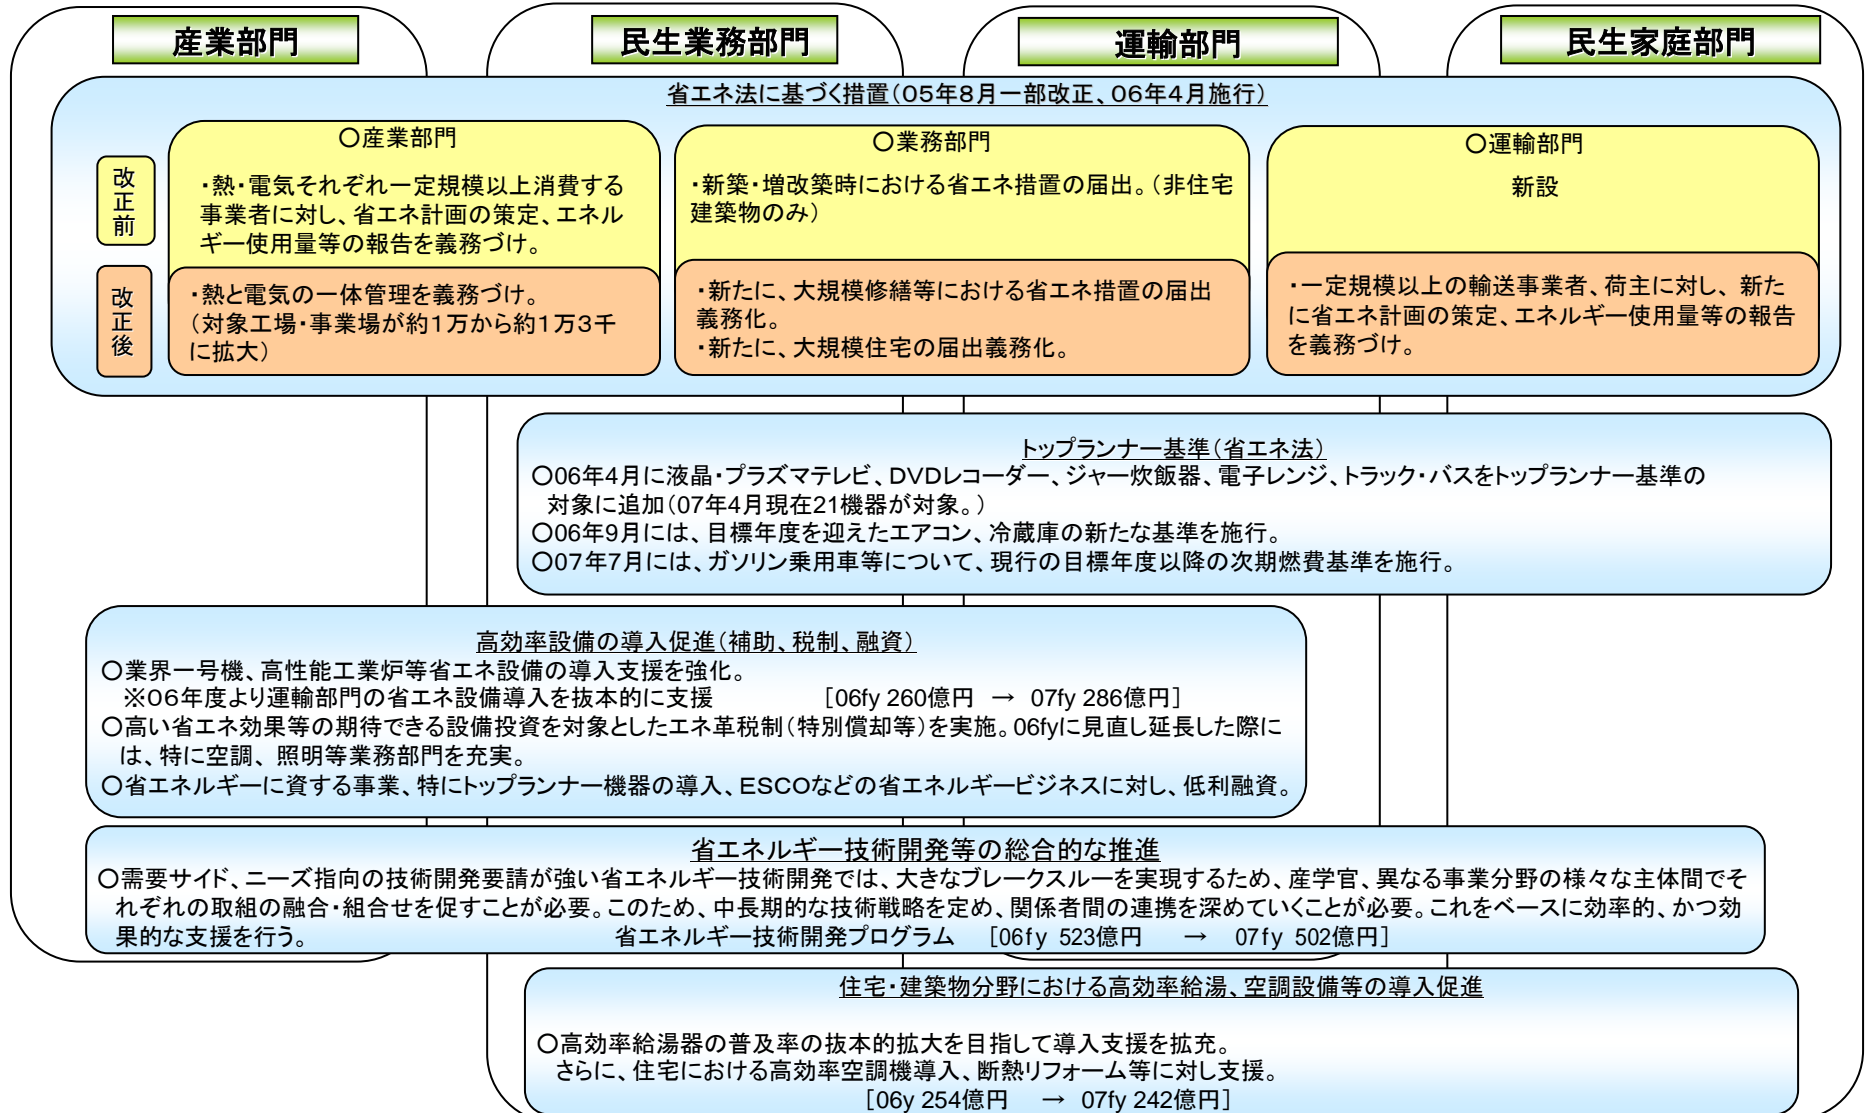 産業部門
民生業務部門
運輸部門
民生家庭部門
省エネ法に基づく措置(05年8月一部改正、06年4月施行)
改正前
○産業部門
・熱・電気それぞれ一定規模以上消費する
事業者に対し、省エネ計画の策定、エネル
ギー使用量等の報告を義務づけ。
○業務部門
・新築・増改築時における省エネ措置の届出。(非住宅
建築物のみ)
○運輸部門
新設
改正後
・熱と電気の一体管理を義務づけ。
(対象工場・事業場が約1万から約1万3千
に拡大)
・新たに、大規模修繕等における省エネ措置の届出
義務化。
・新たに、大規模住宅の届出義務化。
・一定規模以上の輸送事業者、荷主に対し、新た
に省エネ計画の策定、エネルギー使用量等の報告
を義務づけ。
トップランナー基準(省エネ法)
○06年4月に液晶・プラズマテレビ、DVDレコーダー、ジャー炊飯器、電子レンジ、トラック・バスをトップランナー基準の
対象に追加(07年4月現在21機器が対象。)
○06年9月には、目標年度を迎えたエアコン、冷蔵庫の新たな基準を施行。
○07年7月には、ガソリン乗用車等について、現行の目標年度以降の次期燃費基準を施行。
高効率設備の導入促進(補助、税制、融資)
○業界一号機、高性能工業炉等省エネ設備の導入支援を強化。
※06年度より運輸部門の省エネ設備導入を抜本的に支援 [06fy 260億円 → 07fy 286億円]
○高い省エネ効果等の期待できる設備投資を対象としたエネ革税制(特別償却等)を実施。06fyに見直し延長した際に
は、特に空調、照明等業務部門を充実。
○省エネルギーに資する事業、特にトップランナー機器の導入、ESCOなどの省エネルギービジネスに対し、低利融資。
省エネルギー技術開発等の総合的な推進
○需要サイド、ニーズ指向の技術開発要請が強い省エネルギー技術開発では、大きなブレークスルーを実現するため、産学官、異なる事業分野の様々な主体間でそ
れぞれの取組の融合・組合せを促すことが必要。このため、中長期的な技術戦略を定め、関係者間の連携を深めていくことが必要。これをベースに効率的、かつ効
果的な支援を行う。 省エネルギー技術開発プログラム [06fy 523億円 → 07fy 502億円]
住宅・建築物分野における高効率給湯、空調設備等の導入促進
○高効率給湯器の普及率の抜本的拡大を目指して導入支援を拡充。
さらに、住宅における高効率空調機導入、断熱リフォーム等に対し支援。
[06y 254億円 → 07fy 242億円]